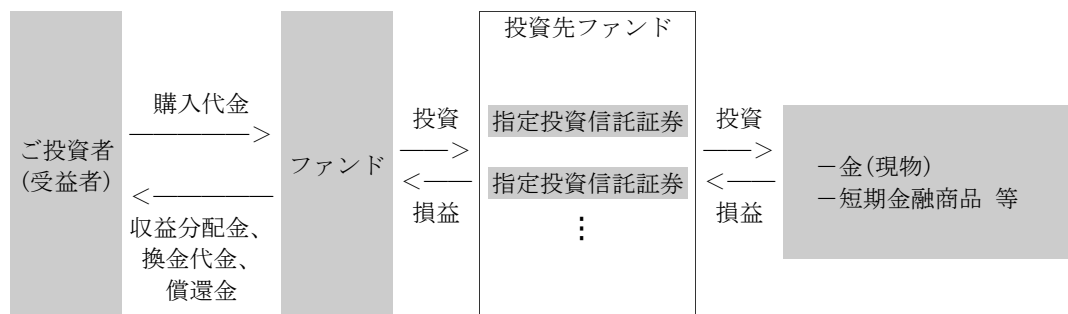 投資先ファンド
購入代金
ご投資者
(受益者)
収益分配金、
換金代金、
償還金
ファンド
投資
損益
指定投資信託証券
指定投資信託証券
⋮
投資
損益
－金(現物)
－短期金融商品 等